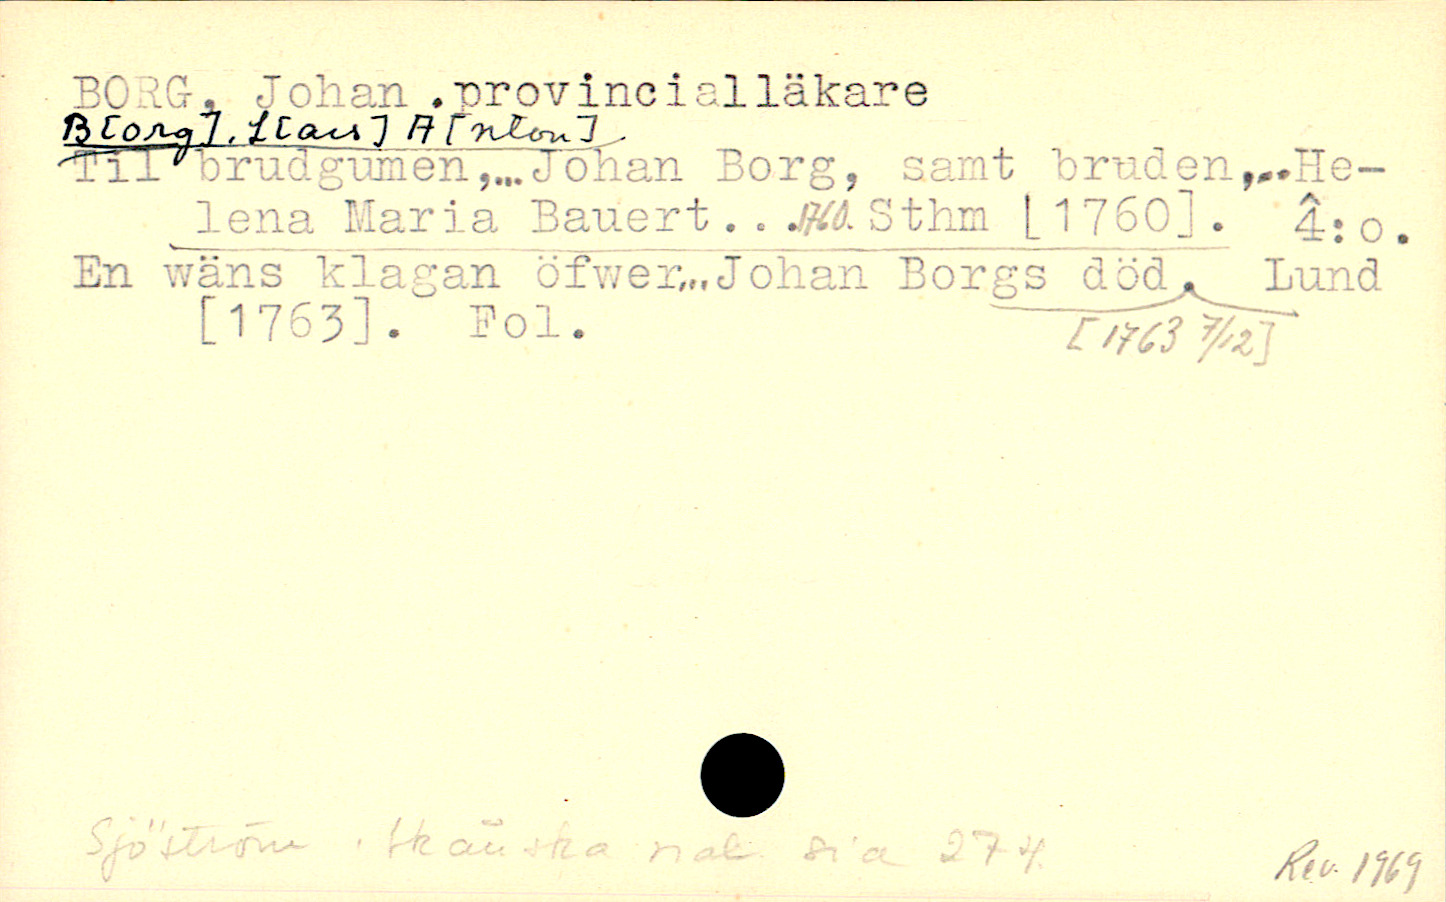 BORG, Johan .provincialläkare
B[org], L[ars] A[nton]
Til brudgumen,...Johan Borg, samt bruden,...He-
lena Maria Bauert...1760. Sthm [1760]. 4:o.
En wäns klagan öfwer...Johan Borgs död. Lund
[1763]. Fol.
[1763 7/12]
Sjöström. Skånska nat. sid 274.
Rev. 1969